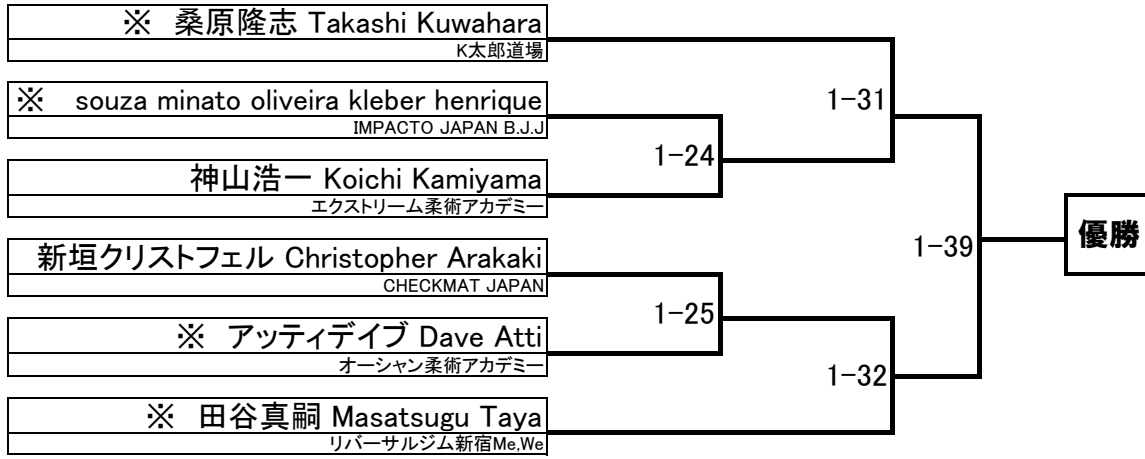 ※ 桑原隆志 Takashi Kuwahara
K太郎道場
※ souza minato oliveira kleber henrique
IMPACTO JAPAN B.J.J
神山浩一 Koichi Kamiyama
エクストリーム柔術アカデミー
新垣クリストフェル Christopher Arakaki
CHECKMAT JAPAN
※ アッティデイブ Dave Atti
オーシャン柔術アカデミー
※ 田谷真嗣 Masatsugu Taya
リバーサルジム新宿Me,We
1-24
1-25
1-31
1-32
1-39
優勝